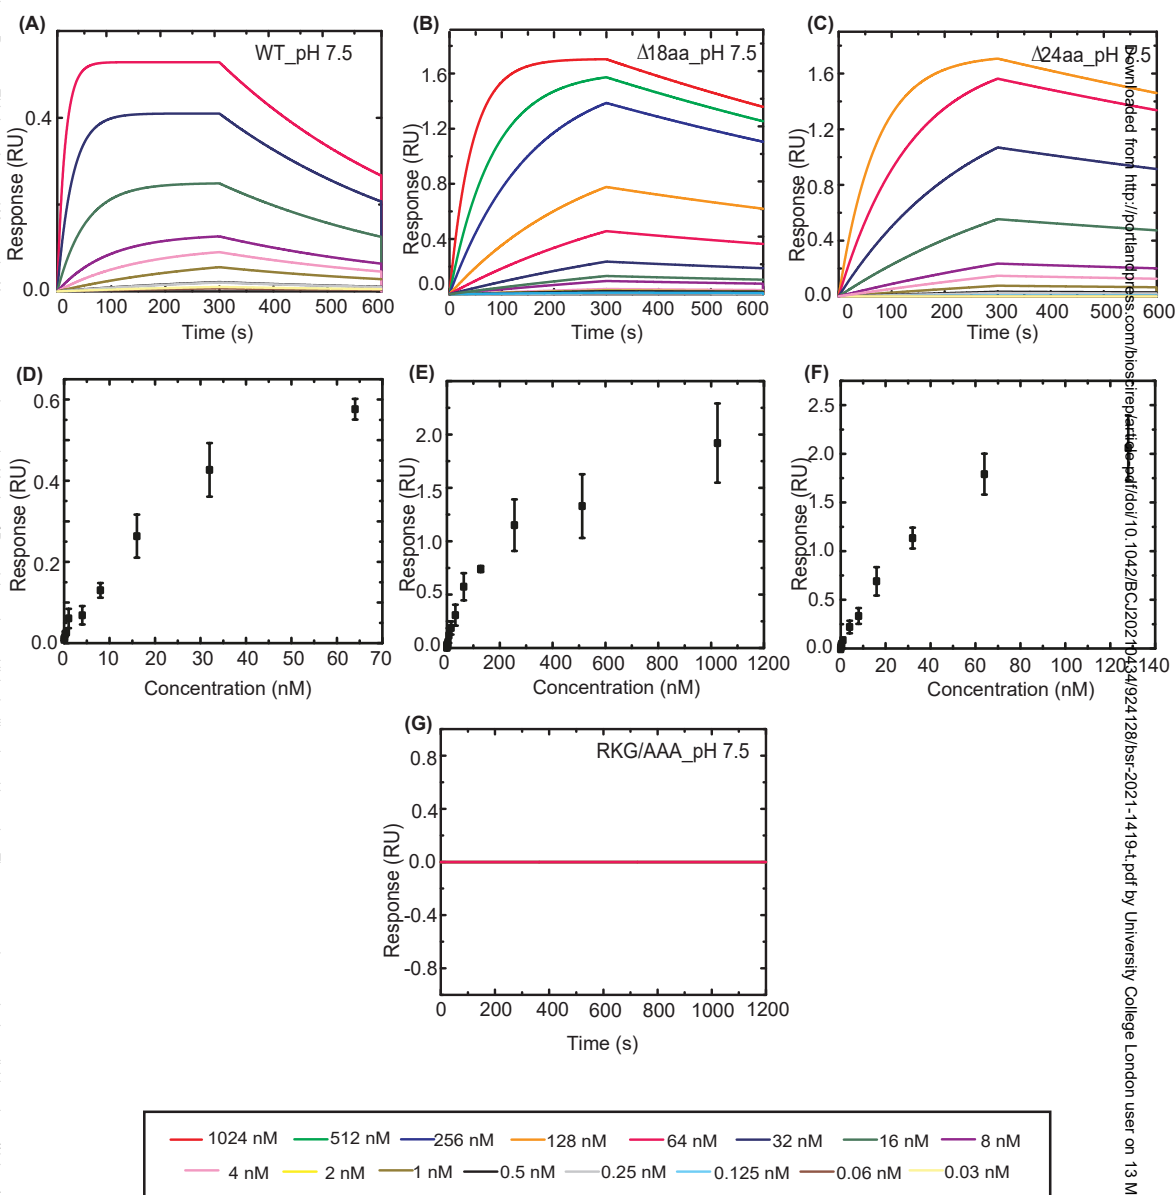 (A)
WT_pH 7.5
Response (RU)
0.4
0.0
0 100 200 300 400 500 600
Time (s)
(B)
Δ18aa_pH 7.5
Response (RU)
1.6
1.2
0.8
0.4
0.0
0 100 200 300 400 500 600
Time (s)
(C)
Δ24aa_pH 7.5
Response (RU)
1.6
1.2
0.8
0.4
0.0
0 100 200 300 400 500 600
Time (s)
(D)
Response (RU)
0.6
0.4
0.2
0.0
0 10 20 30 40 50 60 70
Concentration (nM)
(E)
Response (RU)
2.0
1.5
1.0
0.5
0.0
0 200 400 600 800 1000 1200
Concentration (nM)
(F)
Response (RU)
2.5
2.0
1.5
1.0
0.5
0.0
0 20 40 60 80 100 120 140
Concentration (nM)
(G)
RKG/AAA_pH 7.5
Response (RU)
0.8
0.4
0.0
-0.4
-0.8
0 200 400 600 800 1000 1200
Time (s)
1024 nM 512 nM 256 nM 128 nM 64 nM 32 nM 16 nM 8 nM
4 nM 2 nM 1 nM 0.5 nM 0.25 nM 0.125 nM 0.06 nM 0.03 nM
Downloaded from http://portlandpress.com/bioscirep/article-pdf/doi/10.1042/BCJ20210434/924128/bsr-2021-1419-t.pdf by University College London user on 13 M